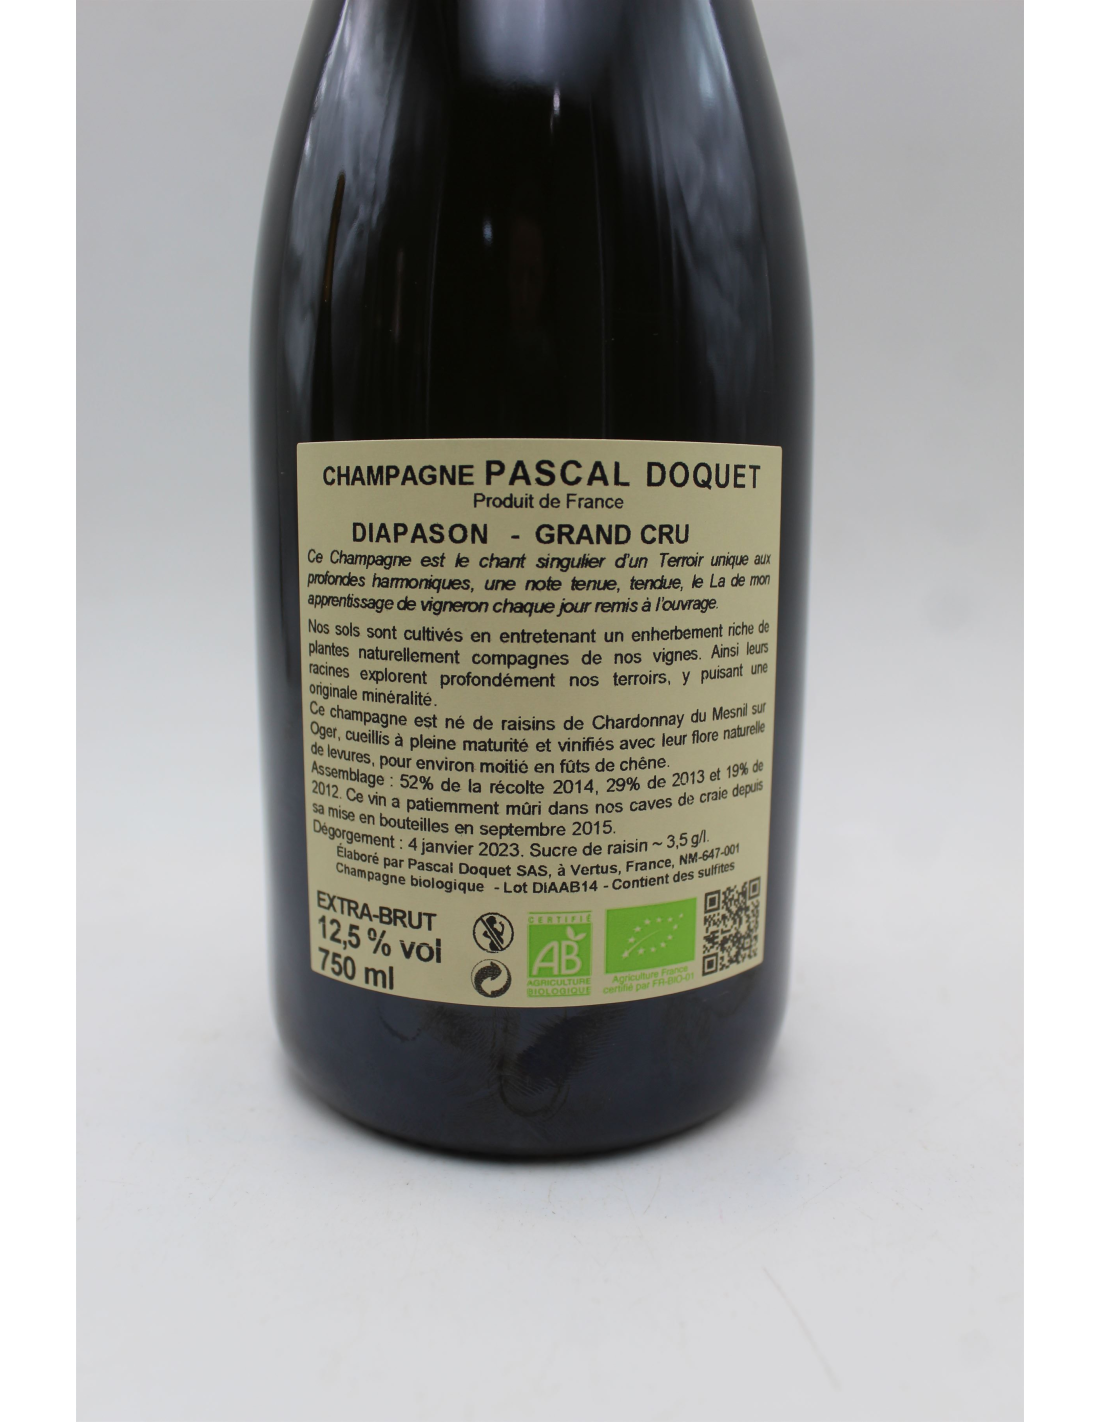 CHAMPAGNE PASCAL DOQUET
Produit de France
DIAPASON - GRAND CRU
Ce Champagne est le chant singulier d'un Terroir unique aux
profondes harmoniques, une note tenue, tendue, le La de mon
apprentissage de vigneron chaque jour remis à l'ouvrage.
Nos sols sont cultivés en entretenant un enherbement riche de
plantes naturellement compagnes de nos vignes. Ainsi leurs
racines explorent profondément nos terroirs, y puisant une
originale minéralité.
Ce champagne est né de raisins de Chardonnay du Mesnil sur
Oger, cueillis à pleine maturité et vinifiés avec leur flore naturelle
de levures, pour environ moitié en fûts de chêne.
Assemblage : 52% de la récolte 2014, 29% de 2013 et 19% de
2012. Ce vin a patiemment mûri dans nos caves de craie depuis
sa mise en bouteilles en septembre 2015.
Dégorgement : 4 janvier 2023. Sucre de raisin ~ 3,5 g/l.
Élaboré par Pascal Doquet SAS, à Vertus, France, NM-647-001
Champagne biologique - Lot DIAAB14 - Contient des sulfites
EXTRA-BRUT
12,5 % vol
750 ml
CERTIFIÉ
AB
AGRICULTURE
BIOLOGIQUE
Agriculture France
certifié par FR-BIO-01